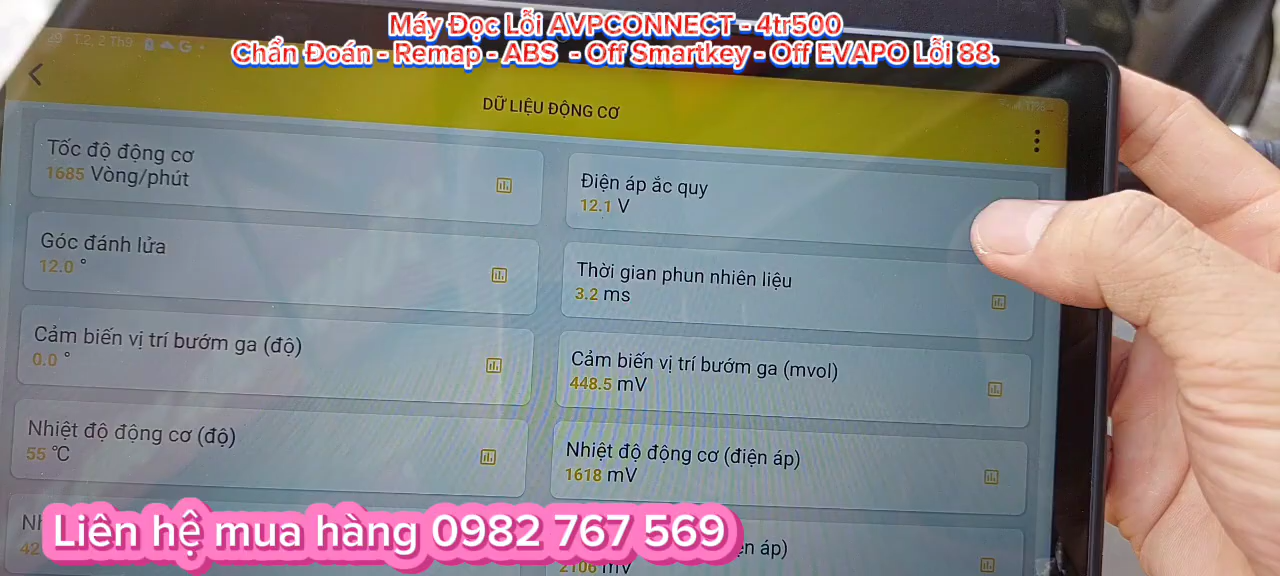 Máy Đọc Lỗi AVPCONNECT - 4tr500
Chẩn Đoán - Remap - ABS - Off Smartkey - Off EVAPO Lỗi 88.
T.2, 2 Th9
DỮ LIỆU ĐỘNG CƠ
Tốc độ động cơ
1685 Vòng/phút
Điện áp ắc quy
12.1 V
Góc đánh lửa
12.0 °
Thời gian phun nhiên liệu
3.2 ms
Cảm biến vị trí bướm ga (độ)
0.0 °
Cảm biến vị trí bướm ga (mvol)
448.5 mV
Nhiệt độ động cơ (độ)
55 °C
Nhiệt độ động cơ (điện áp)
1618 mV
áp)
2106 mV
Liên hệ mua hàng 0982 767 569